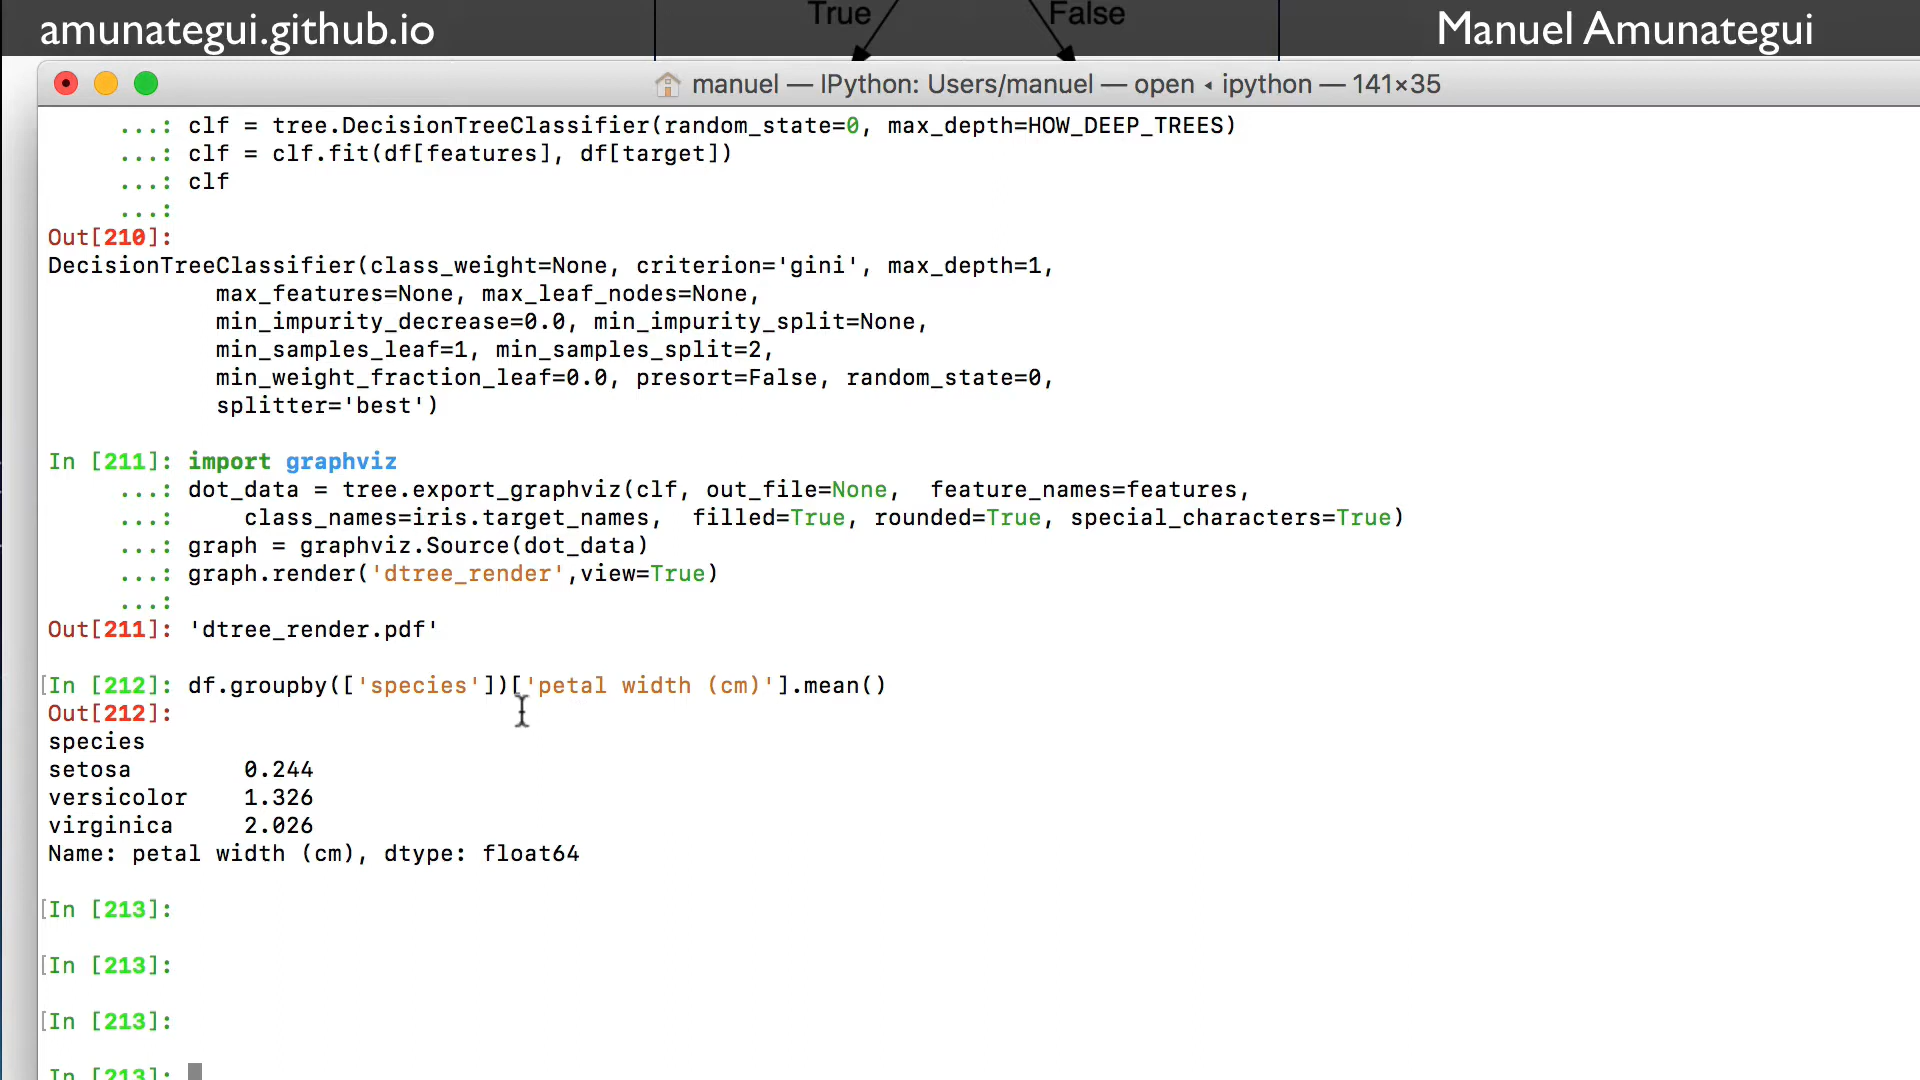 True False
amunategui.github.io Manuel Amunategui
manuel — IPython: Users/manuel — open ◂ ipython — 141×35
...: clf = tree.DecisionTreeClassifier(random_state=0, max_depth=HOW_DEEP_TREES)
...: clf = clf.fit(df[features], df[target])
...: clf
...:
Out[210]:
DecisionTreeClassifier(class_weight=None, criterion='gini', max_depth=1,
max_features=None, max_leaf_nodes=None,
min_impurity_decrease=0.0, min_impurity_split=None,
min_samples_leaf=1, min_samples_split=2,
min_weight_fraction_leaf=0.0, presort=False, random_state=0,
splitter='best')
In [211]: import graphviz
...: dot_data = tree.export_graphviz(clf, out_file=None,  feature_names=features,
...:     class_names=iris.target_names,  filled=True, rounded=True, special_characters=True)
...: graph = graphviz.Source(dot_data)
...: graph.render('dtree_render',view=True)
...:
Out[211]: 'dtree_render.pdf'
[In [212]: df.groupby(['species'])['petal width (cm)'].mean()
Out[212]:
species
setosa        0.244
versicolor    1.326
virginica     2.026
Name: petal width (cm), dtype: float64
[In [213]:
[In [213]:
[In [213]:
In [213]: